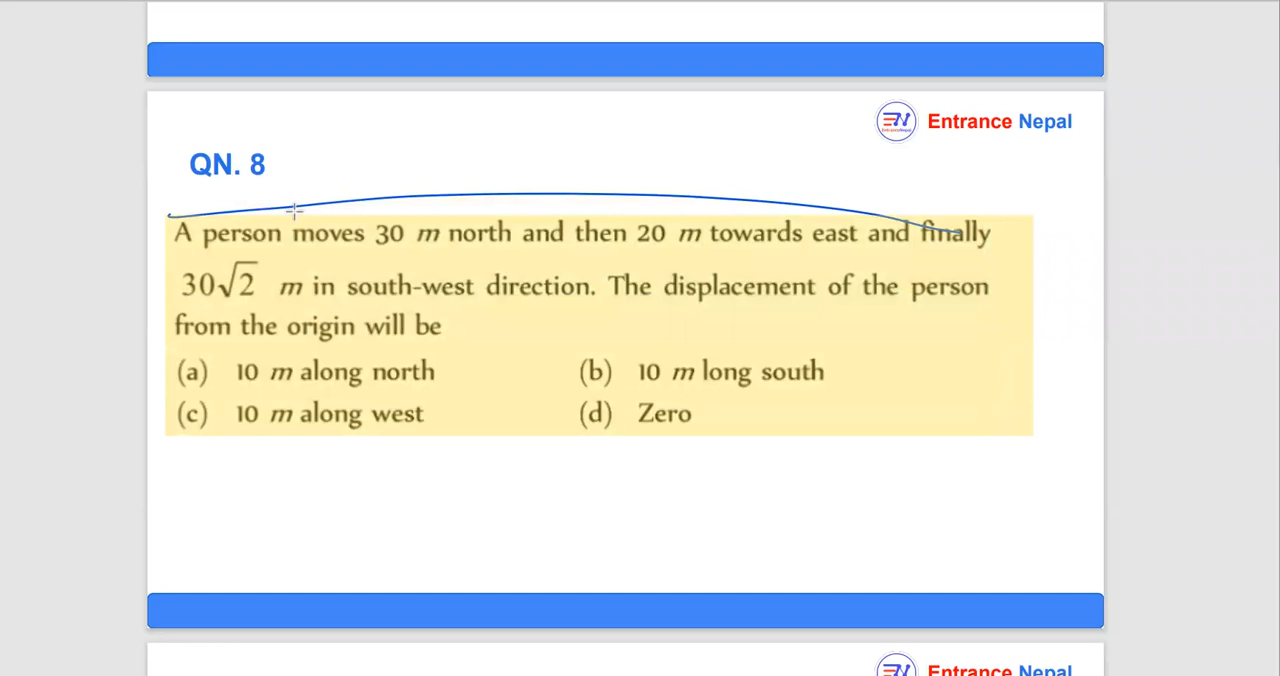 Entrance Nepal
QN. 8
A person moves 30 m north and then 20 m towards east and finally
30√2 m in south-west direction. The displacement of the person
from the origin will be
(a) 10 m along north (b) 10 m long south
(c) 10 m along west (d) Zero
Entrance Nepal